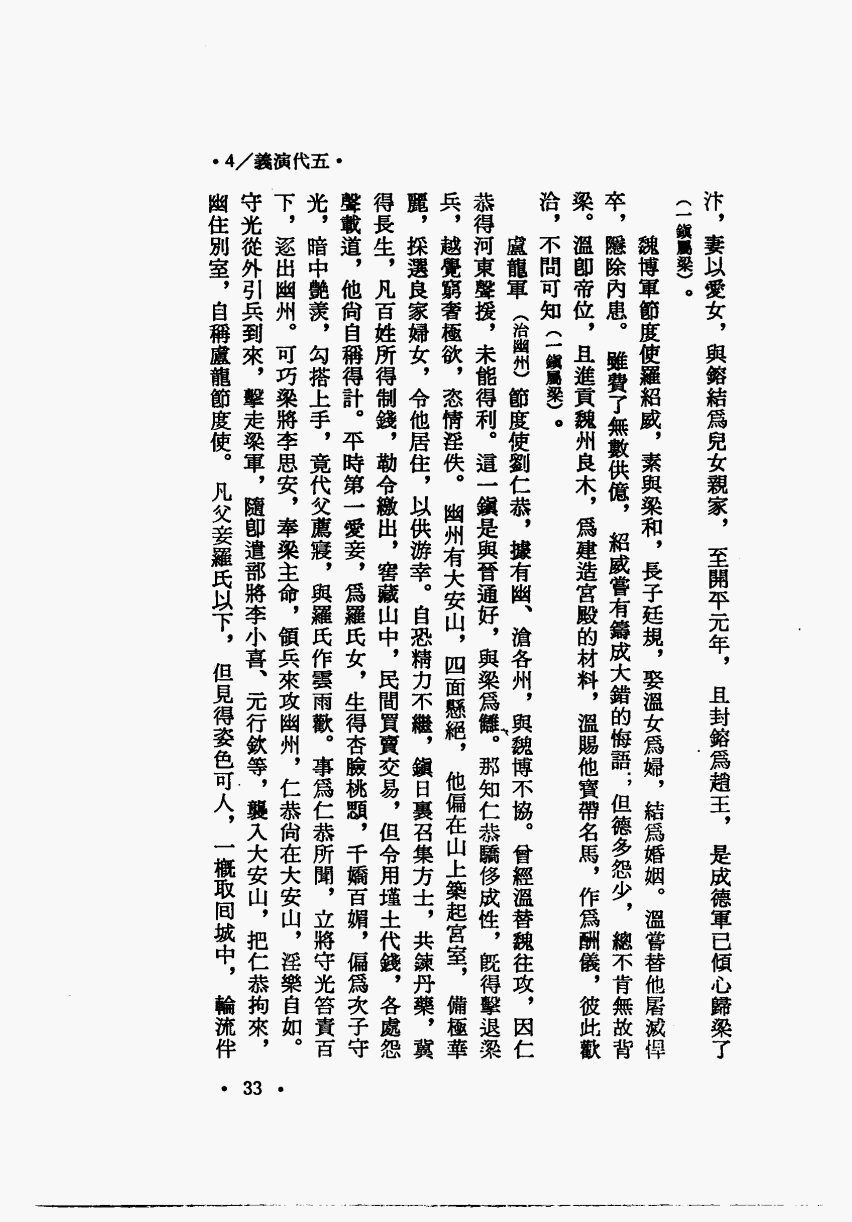 •4／義演代五•
汴，妻以愛女，與鎔結爲兒女親家，至開平元年，且封鎔爲趙王，是成德軍已傾心歸梁了
（一鎭屬梁）。
魏博軍節度使羅紹威，素與梁和，長子廷規，娶溫女爲婦，結爲婚姻。溫嘗替他屠滅悍
卒，隱除內患。雖費了無數供億，紹威嘗有鑄成大錯的悔語；但德多怨少，總不肯無故背
梁。溫卽帝位，且進貢魏州良木，爲建造宮殿的材料，溫賜他寶帶名馬，作爲酬儀，彼此歡
洽，不問可知（一鎭屬梁）。
盧龍軍（治幽州）節度使劉仁恭，據有幽、滄各州，與魏博不協。曾經溫替魏往攻，因仁
恭得河東聲援，未能得利。這一鎭是與晉通好，與梁爲讎。那知仁恭驕侈成性，旣得擊退梁
兵，越覺窮奢極欲，恣情淫佚。幽州有大安山，四面懸絕，他偏在山上築起宮室，備極華
麗，採選良家婦女，令他居住，以供游幸。自恐精力不繼，鎭日裏召集方士，共鍊丹藥，冀
得長生，凡百姓所得制錢，勒令繳出，窖藏山中，民間買賣交易，但令用墐土代錢，各處怨
聲載道，他尙自稱得計。平時第一愛妾，爲羅氏女，生得杏臉桃顋，千嬌百媚，偏爲次子守
光，暗中艷羨，勾搭上手，竟代父薦寢，與羅氏作雲雨歡。事爲仁恭所聞，立將守光笞責百
下，逐出幽州。可巧梁將李思安，奉梁主命，領兵來攻幽州，仁恭尙在大安山，淫樂自如。
守光從外引兵到來，擊走梁軍，隨卽遣部將李小喜、元行欽等，襲入大安山，把仁恭拘來，
幽住別室，自稱盧龍節度使。凡父妾羅氏以下，但見得姿色可人，一概取囘城中，輪流伴
• 33 •